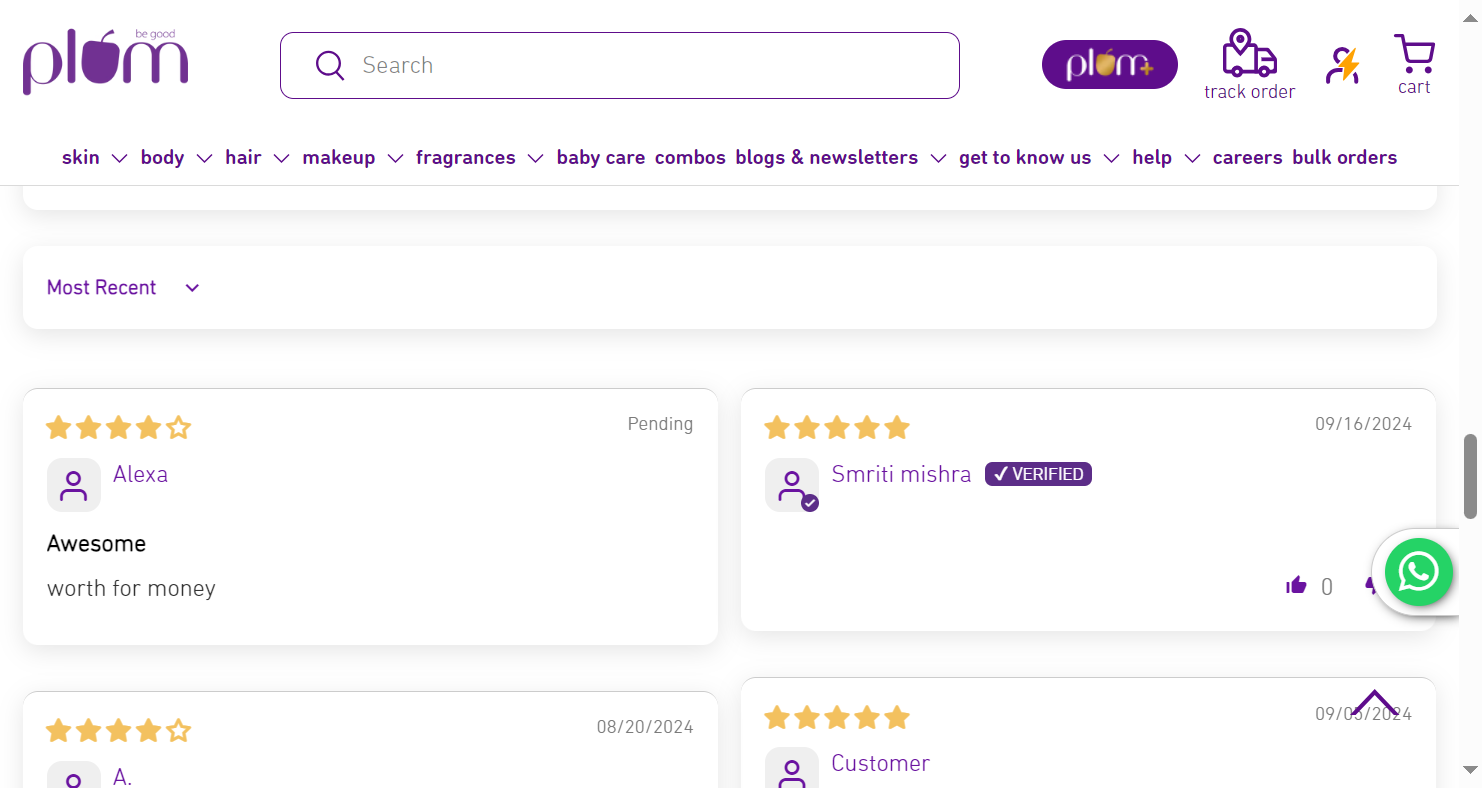 be good
plum
Search
plum+
track order
cart
skin body hair makeup fragrances baby care combos blogs & newsletters get to know us help careers bulk orders
Most Recent
Pending
Alexa
Awesome
worth for money
09/16/2024
Smriti mishra ✓ VERIFIED
0
08/20/2024
A.
09/05/2024
Customer